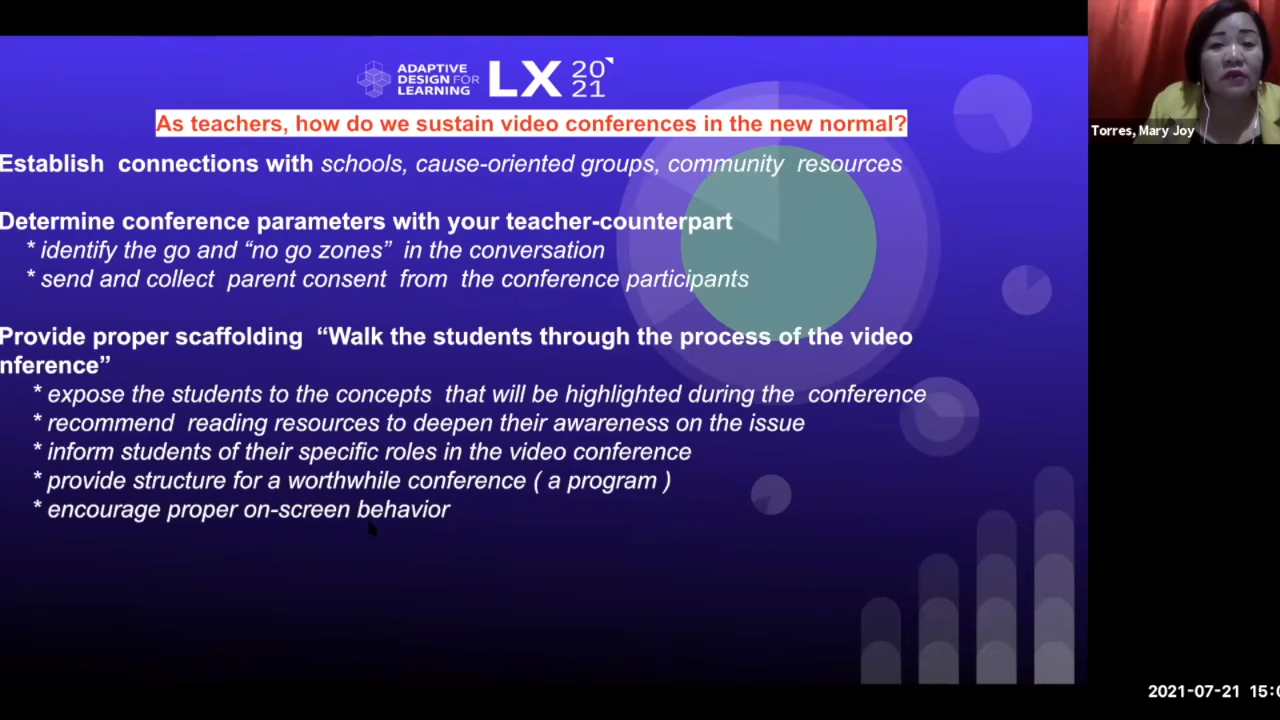 ADAPTIVE
DESIGN FOR
LEARNING
LX
20
21
As teachers, how do we sustain video conferences in the new normal?
Establish connections with schools, cause-oriented groups, community resources
Determine conference parameters with your teacher-counterpart
* identify the go and “no go zones” in the conversation
* send and collect parent consent from the conference participants
Provide proper scaffolding “Walk the students through the process of the video
nference”
* expose the students to the concepts that will be highlighted during the conference
* recommend reading resources to deepen their awareness on the issue
* inform students of their specific roles in the video conference
* provide structure for a worthwhile conference ( a program )
* encourage proper on-screen behavior
Torres, Mary Joy
2021-07-21 15:0